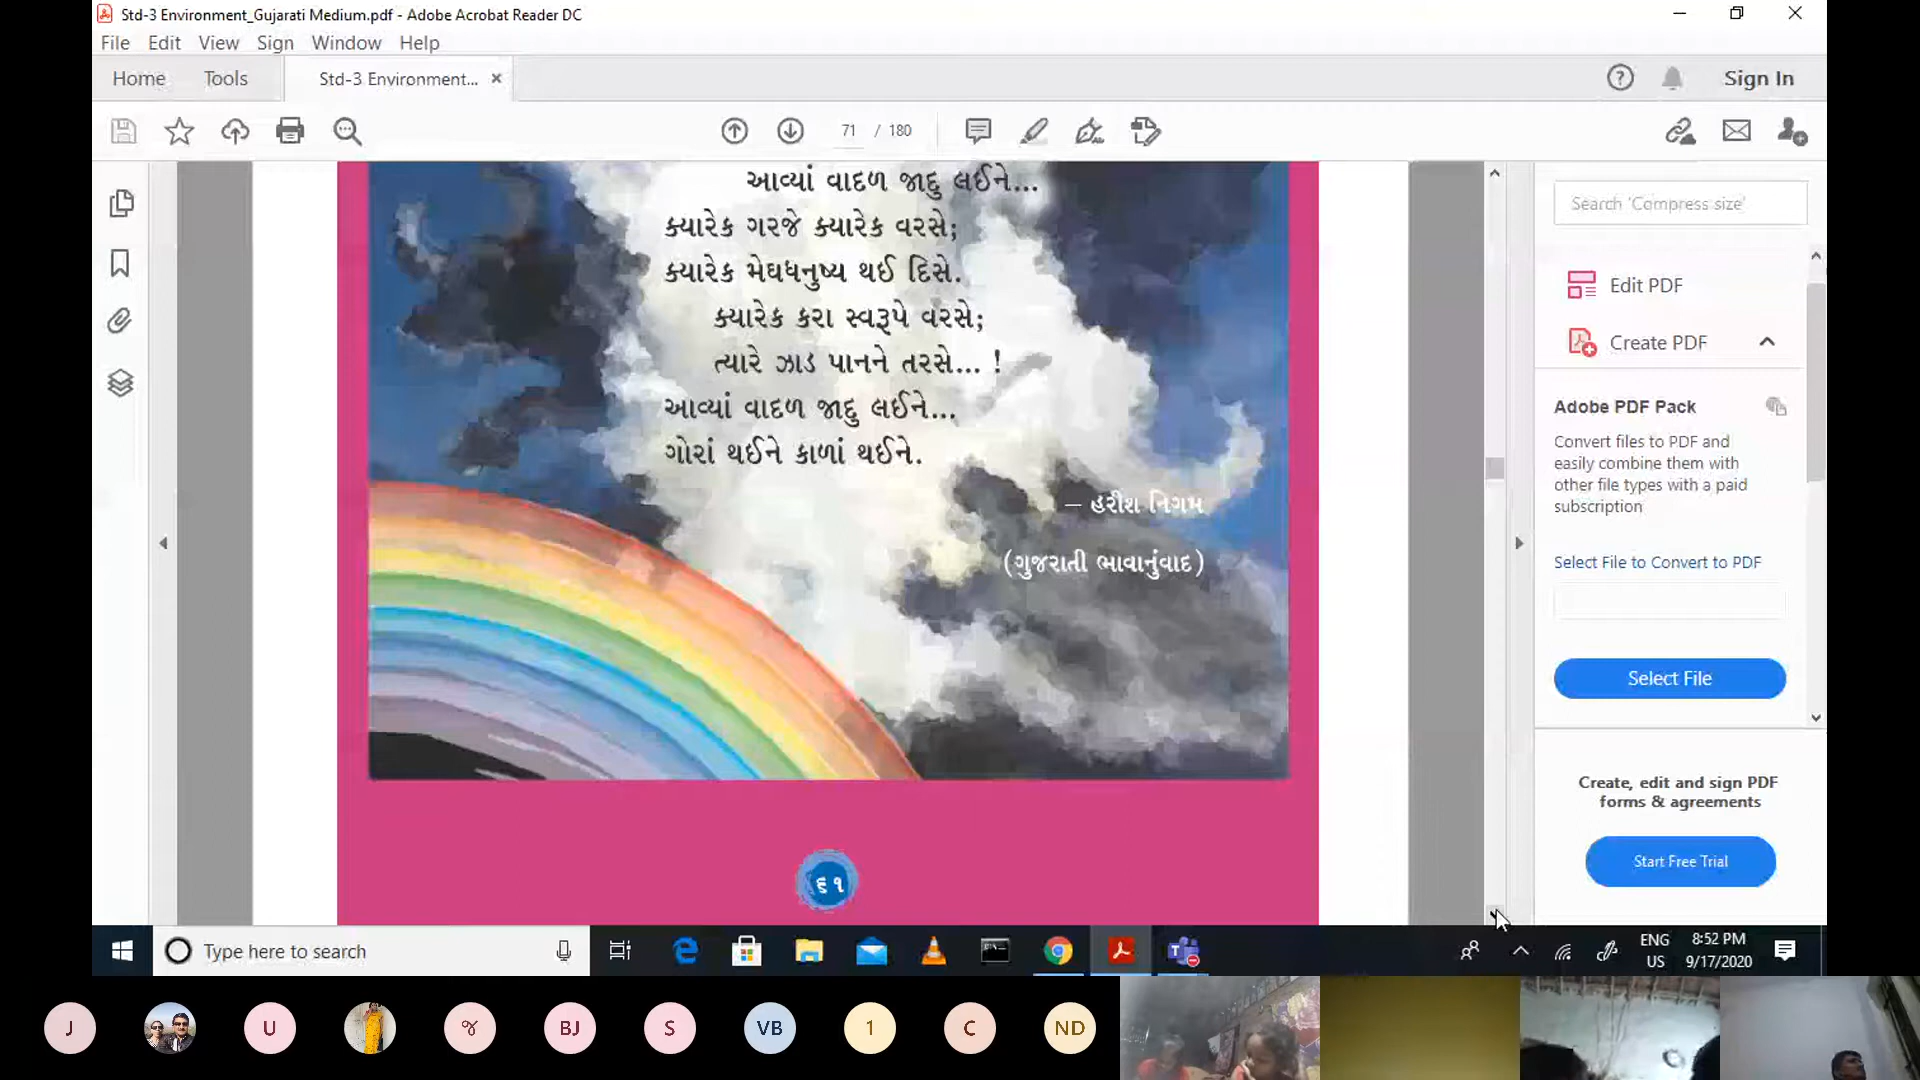 Std-3 Environment_Gujarati Medium.pdf - Adobe Acrobat Reader DC
File Edit View Sign Window Help
Home Tools Std-3 Environment... × Sign In
71 / 180
આવ્યાં વાદળ જાદુ લઈને...
ક્યારેક ગરજે ક્યારેક વરસે;
ક્યારેક મેઘધનુષ્ય થઈ દિસે.
ક્યારેક કરા સ્વરૂપે વરસે;
ત્યારે ઝાડ પાનને તરસે... !
આવ્યાં વાદળ જાદુ લઈને...
ગોરાં થઈને કાળાં થઈને.
– હરીશ નિગમ
(ગુજરાતી ભાવાનુંવાદ)
૬૧
Search 'Compress size'
Edit PDF
Create PDF
Adobe PDF Pack
Convert files to PDF and
easily combine them with
other file types with a paid
subscription
Select File to Convert to PDF
Select File
Create, edit and sign PDF
forms & agreements
Start Free Trial
Type here to search
ENG
US
8:52 PM
9/17/2020
J U જ BJ S VB 1 C ND